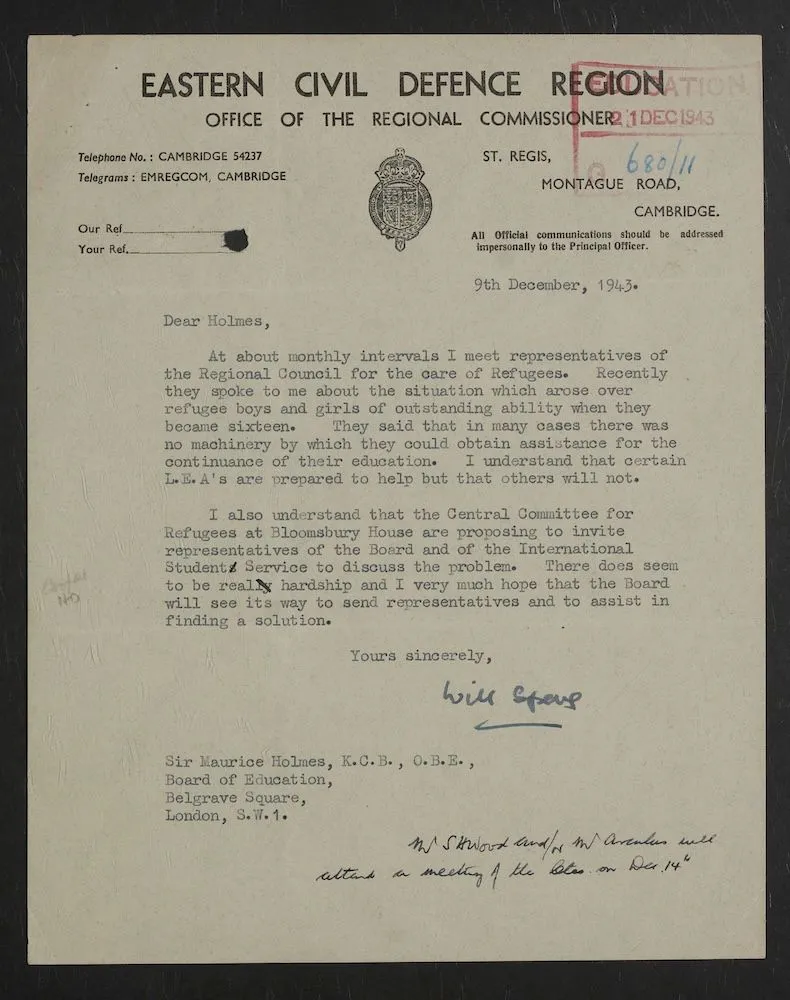 EASTERN CIVIL DEFENCE REGION
OFFICE OF THE REGIONAL COMMISSIONER
EDUCATION
21 DEC 1943
G
680/11
Telephone No. : CAMBRIDGE 54237
Telegrams : EMREGCOM, CAMBRIDGE
ST. REGIS,
MONTAGUE ROAD,
CAMBRIDGE.
Our Ref.
Your Ref.
All Official communications should be addressed
impersonally to the Principal Officer.
9th December, 1943.
Dear Holmes,
At about monthly intervals I meet representatives of
the Regional Council for the care of Refugees. Recently
they spoke to me about the situation which arose over
refugee boys and girls of outstanding ability when they
became sixteen. They said that in many cases there was
no machinery by which they could obtain assistance for the
continuance of their education. I understand that certain
L.E.A's are prepared to help but that others will not.
I also understand that the Central Committee for
Refugees at Bloomsbury House are proposing to invite
representatives of the Board and of the International
Student Service to discuss the problem. There does seem
to be real hardship and I very much hope that the Board
will see its way to send representatives and to assist in
finding a solution.
Yours sincerely,
Will Spens
Sir Maurice Holmes, K.C.B., O.B.E.,
Board of Education,
Belgrave Square,
London, S.W.1.
Mr S H Wood and/or Mr will
attend a meeting of the on Dec. 14"